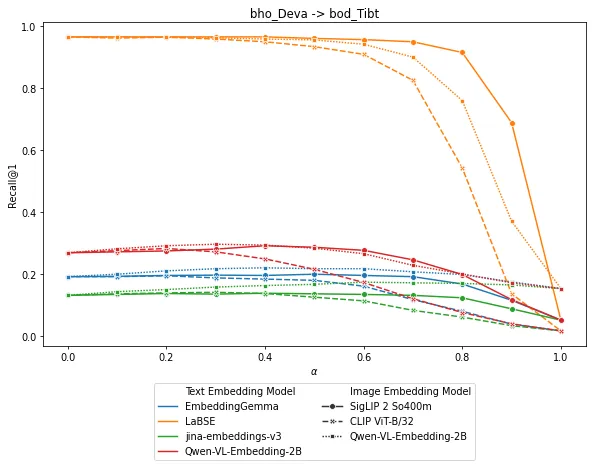 bho_Deva -> bod_Tibt
1.0
0.8
0.6
0.4
0.2
0.0
Recall@1
0.0 0.2 0.4 0.6 0.8 1.0
α
Text Embedding Model
EmbeddingGemma
LaBSE
jina-embeddings-v3
Qwen-VL-Embedding-2B
Image Embedding Model
SigLIP 2 So400m
CLIP ViT-B/32
Qwen-VL-Embedding-2B